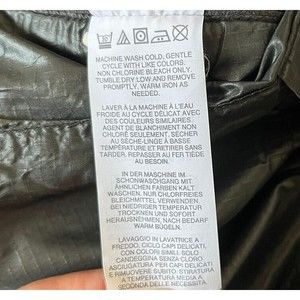 MACHINE WASH COLD, GENTLE
CYCLE WITH LIKE COLORS.
NON CHLORINE BLEACH ONLY.
TUMBLE DRY LOW AND REMOVE
PROMPTLY. WARM IRON AS
NEEDED.
LAVER À LA MACHINE À L'EAU
FROIDE AU CYCLE DÉLICAT AVEC
DES COULEURS SIMILAIRES.
AGENT DE BLANCHIMENT NON
CHLORÉ SEULEMENT. SÉCHER
AU SÈCHE-LINGE À BASSE
TEMPÉRATURE ET RETIRER SANS
TARDER. REPASSER AU FER TIÈDE
AU BESOIN.
IN DER MASCHINE IM
SCHONWASCHGANG MIT
ÄHNLICHEN FARBEN KALT
WASCHEN. NUR CHLORFREIES
BLEICHMITTEL VERWENDEN.
BEI NIEDRIGER TEMPERATUR
TROCKNEN UND UMGEHEND
HERAUSNEHMEN. NACH BEDARF
WARM BÜGELN.
LAVAGGIO IN LAVATRICE A
FREDDO, CICLO CAPI DELICATI,
CON COLORI SIMILI. SOLO
CANDEGGINA SENZA CLORO.
ASCIUGATURA PER CAPI DELICATI
E RIMUOVERE SUBITO. STIRATURA
A TEMPERATURA MEDIA SE
NECESSARIO.